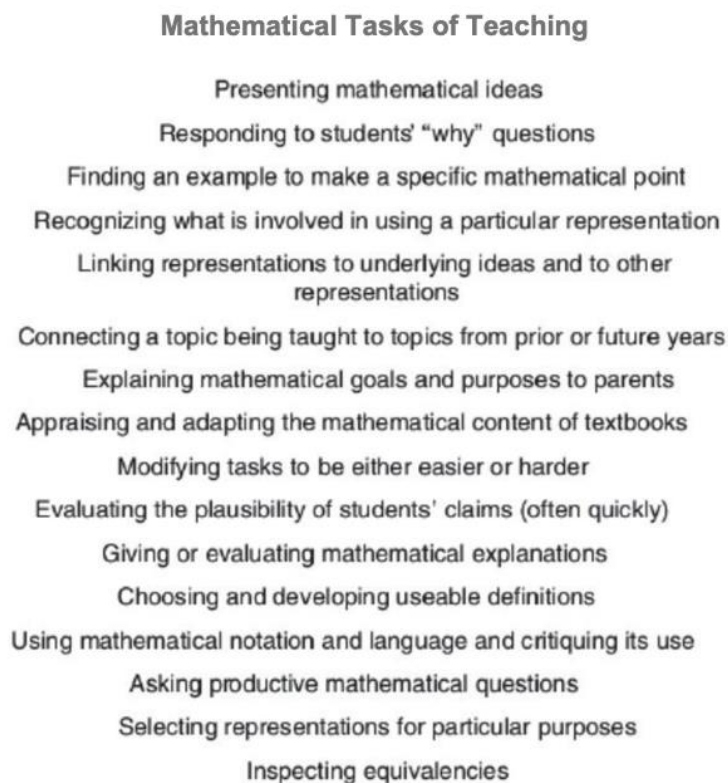 Mathematical Tasks of Teaching
Presenting mathematical ideas
Responding to students' “why” questions
Finding an example to make a specific mathematical point
Recognizing what is involved in using a particular representation
Linking representations to underlying ideas and to other
representations
Connecting a topic being taught to topics from prior or future years
Explaining mathematical goals and purposes to parents
Appraising and adapting the mathematical content of textbooks
Modifying tasks to be either easier or harder
Evaluating the plausibility of students’ claims (often quickly)
Giving or evaluating mathematical explanations
Choosing and developing useable definitions
Using mathematical notation and language and critiquing its use
Asking productive mathematical questions
Selecting representations for particular purposes
Inspecting equivalencies